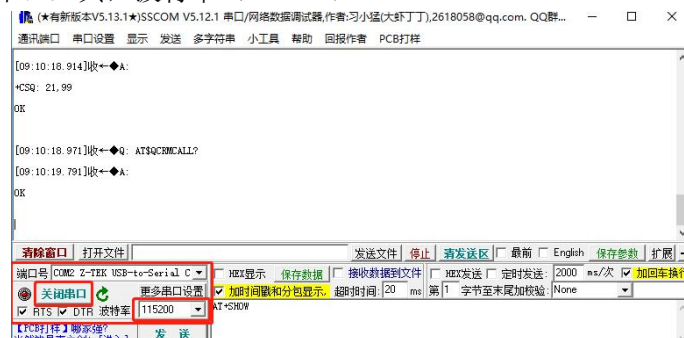 (★有新版本V5.13.1★)SSCOM V5.12.1 串口/网络数据调试器,作者:习小猛(大虾丁丁),2618058@qq.com. QQ群...
通讯端口 串口设置 显示 发送 多字符串 小工具 帮助 回报作者 PCB打样
[09:10:18.914]收←◆A:
+CSQ: 21,99
OK
[09:10:18.971]收←◆Q: AT$QCRMCALL?
[09:10:19.791]收←◆A:
OK
清除窗口 打开文件 发送文件 停止 清发送区 最前 English 保存参数 扩展
端口号 COM2 Z-TEK USB-to-Serial C HEX显示 保存数据 接收数据到文件 HEX发送 定时发送: 2000 ms/次 加回车换行
关闭串口 更多串口设置 加时间戳和分包显示, 超时时间: 20 ms 第1 字节至末尾加校验: None
RTS DTR 波特率 115200 AT+SHOW
【PCB打样】哪家强?
发 送